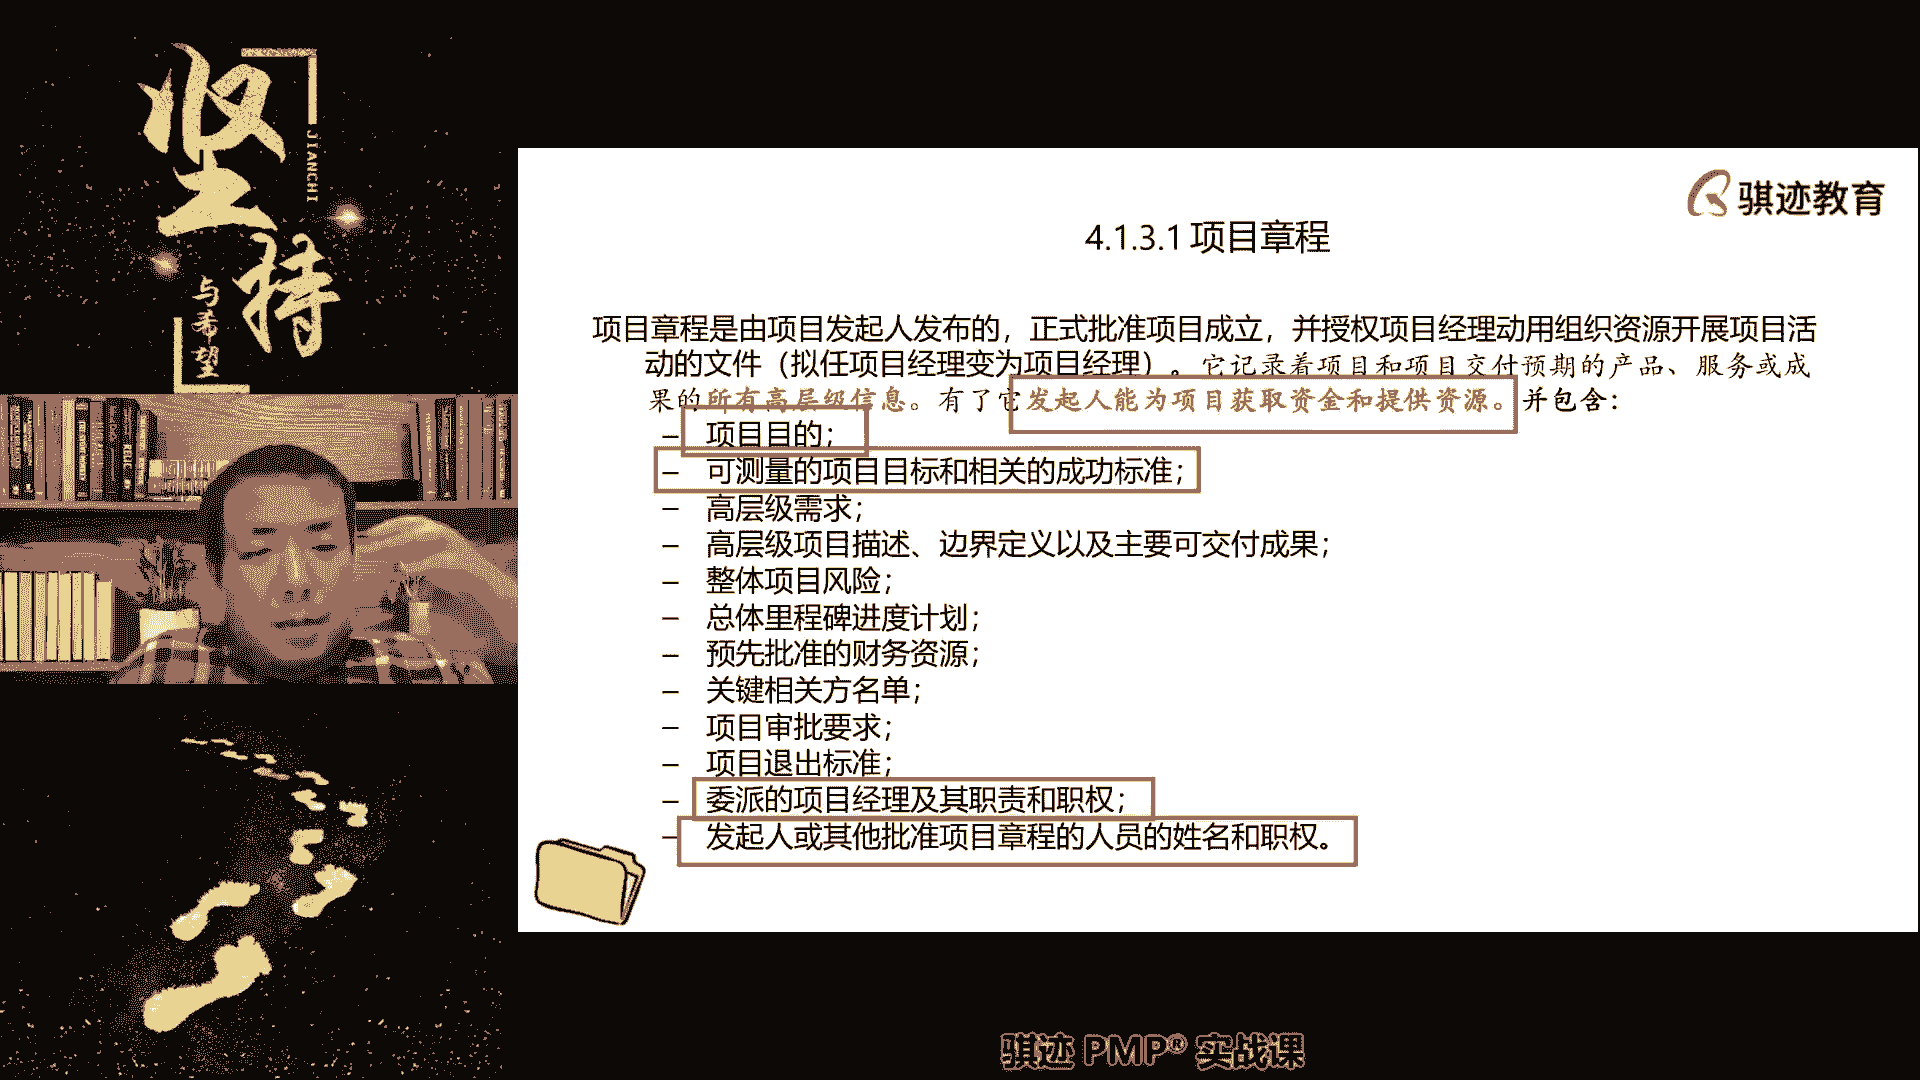 坚持
JIANCHI
与希望
骐迹教育
4.1.3.1 项目章程
项目章程是由项目发起人发布的，正式批准项目成立，并授权项目经理动用组织资源开展项目活
动的文件（拟任项目经理变为项目经理）。它记录着项目和项目交付预期的产品、服务或成
果的所有高层级信息。有了它发起人能为项目获取资金和提供资源。并包含：
– 项目目的；
– 可测量的项目目标和相关的成功标准；
– 高层级需求；
– 高层级项目描述、边界定义以及主要可交付成果；
– 整体项目风险；
– 总体里程碑进度计划；
– 预先批准的财务资源；
– 关键相关方名单；
– 项目审批要求；
– 项目退出标准；
– 委派的项目经理及其职责和职权；
– 发起人或其他批准项目章程的人员的姓名和职权。
骐迹 PMP® 实战课